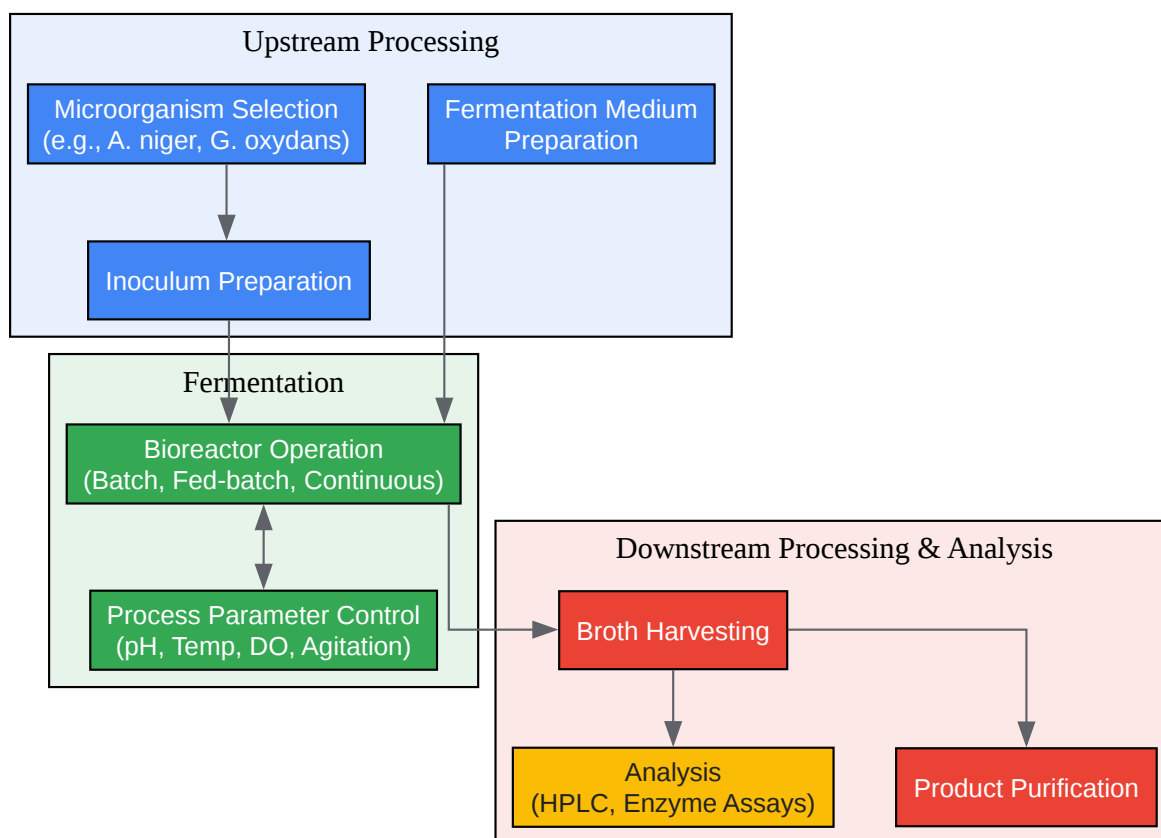 Upstream Processing
Microorganism Selection
(e.g., A. niger, G. oxydans)
Fermentation Medium
Preparation
Inoculum Preparation
Fermentation
Bioreactor Operation
(Batch, Fed-batch, Continuous)
Process Parameter Control
(pH, Temp, DO, Agitation)
Downstream Processing & Analysis
Broth Harvesting
Analysis
(HPLC, Enzyme Assays)
Product Purification